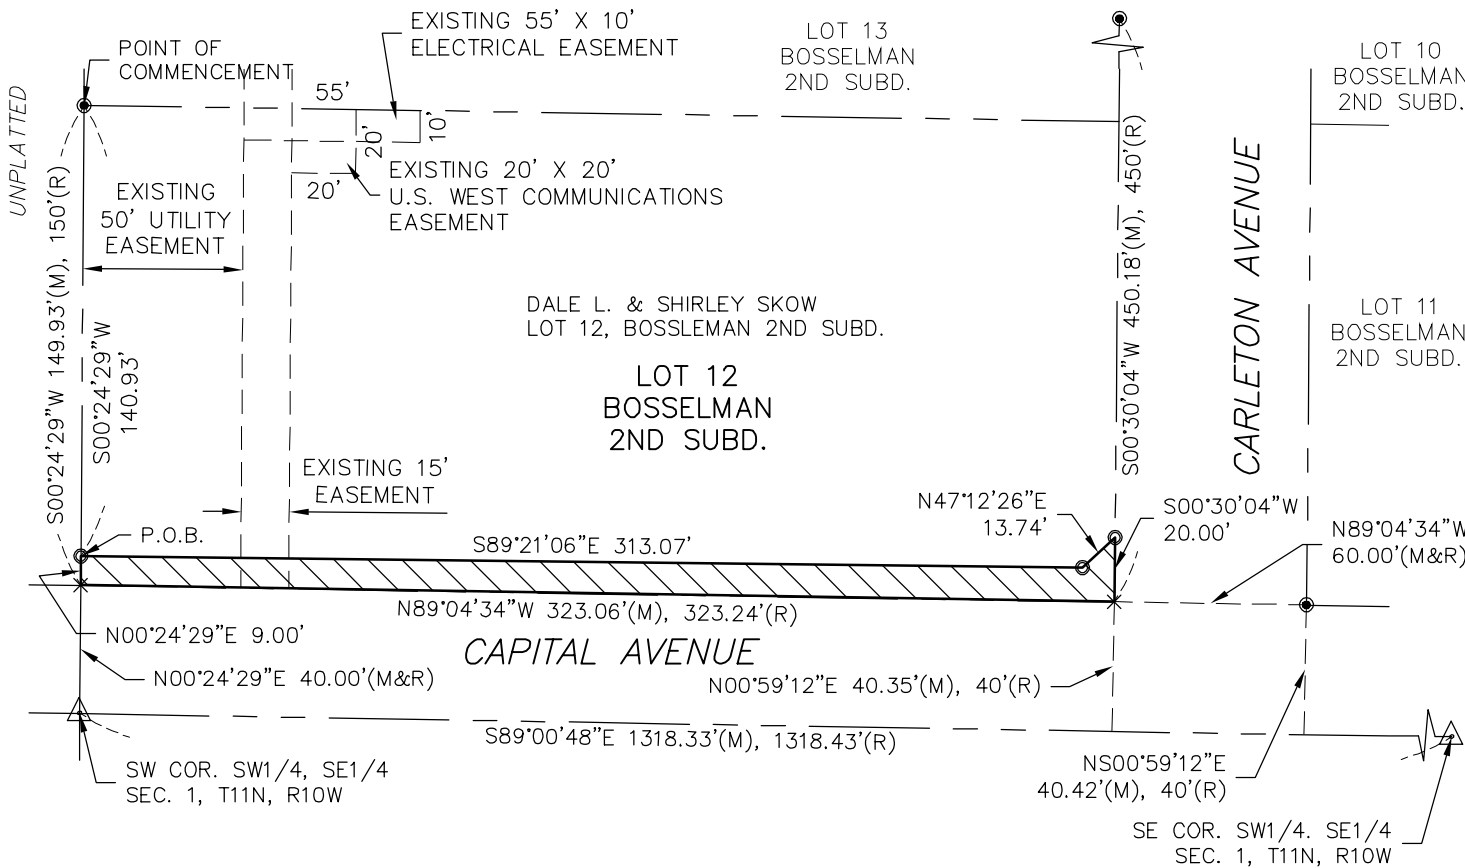 EXISTING 55' X 10'
ELECTRICAL EASEMENT
POINT OF
COMMENCEMENT
LOT 13
BOSSELMAN
2ND SUBD.
LOT 10
BOSSELMAN
2ND SUBD.
UNPLATTED
55'
10'
20'
20'
EXISTING 20' X 20'
U.S. WEST COMMUNICATIONS
EASEMENT
EXISTING
50' UTILITY
EASEMENT
S00°24'29"W 149.93'(M), 150'(R)
S00°24'29"W
140.93'
DALE L. & SHIRLEY SKOW
LOT 12, BOSSLEMAN 2ND SUBD.
LOT 12
BOSSELMAN
2ND SUBD.
S00°30'04"W 450.18'(M), 450'(R)
CARLETON AVENUE
LOT 11
BOSSELMAN
2ND SUBD.
EXISTING 15'
EASEMENT
N47°12'26"E
13.74'
S00°30'04"W
20.00'
N89°04'34"W
60.00'(M&R)
P.O.B.
S89°21'06"E 313.07'
N89°04'34"W 323.06'(M), 323.24'(R)
N00°24'29"E 9.00'
CAPITAL AVENUE
N00°24'29"E 40.00'(M&R)
N00°59'12"E 40.35'(M), 40'(R)
S89°00'48"E 1318.33'(M), 1318.43'(R)
SW COR. SW1/4, SE1/4
SEC. 1, T11N, R10W
NS00°59'12"E
40.42'(M), 40'(R)
SE COR. SW1/4. SE1/4
SEC. 1, T11N, R10W